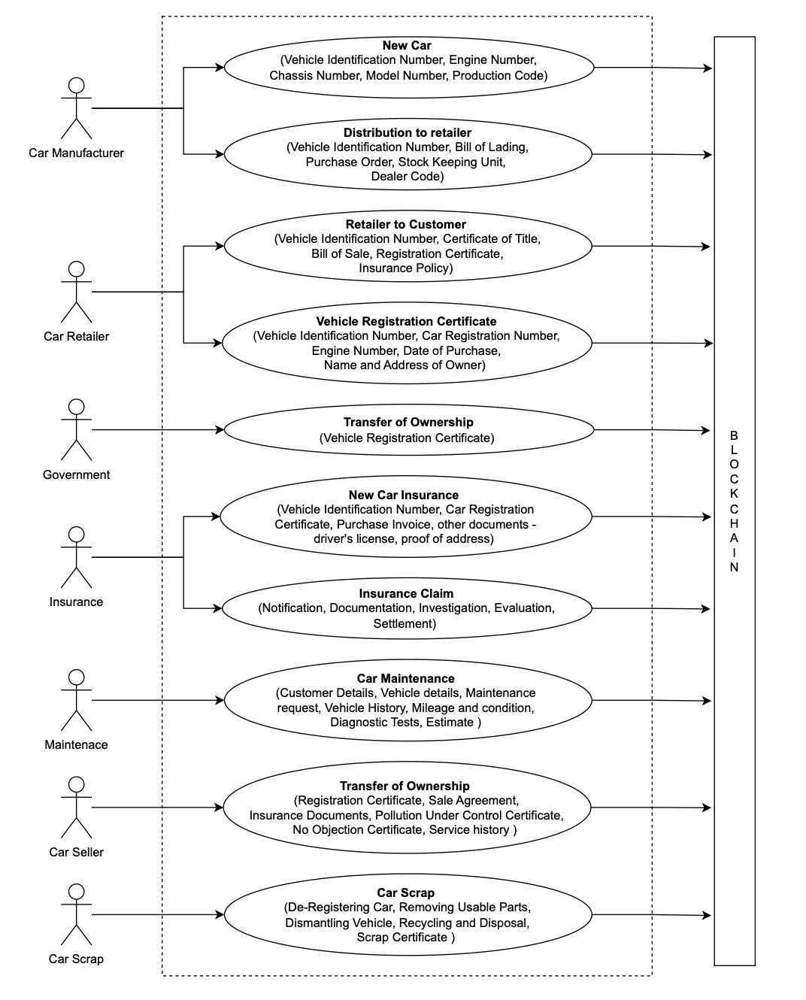 New Car
(Vehicle Identification Number, Engine Number,
Chassis Number, Model Number, Production Code)
Car Manufacturer
Distribution to retailer
(Vehicle Identification Number, Bill of Lading,
Purchase Order, Stock Keeping Unit,
Dealer Code)
Retailer to Customer
(Vehicle Identification Number, Certificate of Title,
Bill of Sale, Registration Certificate,
Insurance Policy)
Car Retailer
Vehicle Registration Certificate
(Vehicle Identification Number, Car Registration Number,
Engine Number, Date of Purchase,
Name and Address of Owner)
Government
Transfer of Ownership
(Vehicle Registration Certificate)
New Car Insurance
(Vehicle Identification Number, Car Registration
Certificate, Purchase Invoice, other documents -
driver's license, proof of address)
Insurance
Insurance Claim
(Notification, Documentation, Investigation, Evaluation,
Settlement)
Maintenace
Car Maintenance
(Customer Details, Vehicle details, Maintenance
request, Vehicle History, Mileage and condition,
Diagnostic Tests, Estimate )
Car Seller
Transfer of Ownership
(Registration Certificate, Sale Agreement,
Insurance Documents, Pollution Under Control Certificate,
No Objection Certificate, Service history )
Car Scrap
Car Scrap
(De-Registering Car, Removing Usable Parts,
Dismantling Vehicle, Recycling and Disposal,
Scrap Certificate )
B
L
O
C
K
C
H
A
I
N